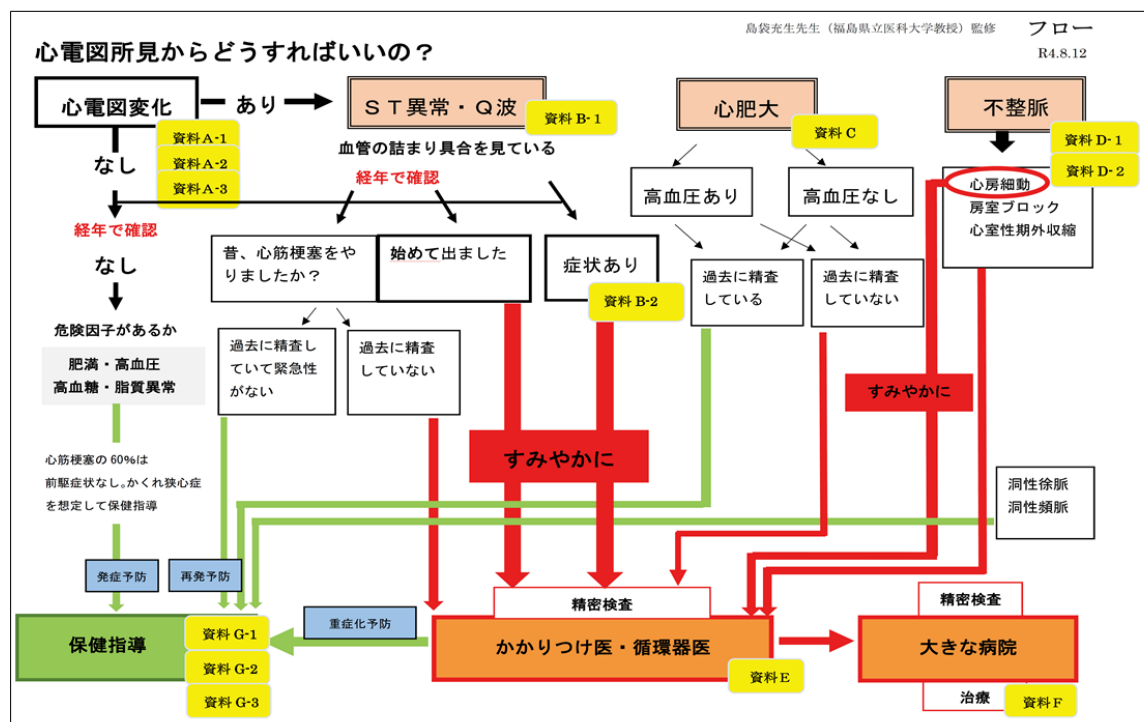 島袋充生先生（福島県立医科大学教授）監修
フロー
R4.8.12
心電図所見からどうすればいいの？
心電図変化
あり
ＳＴ異常・Ｑ波
心肥大
不整脈
資料A-1
資料A-2
資料A-3
資料B-1
資料C
資料D-1
資料D-2
なし
血管の詰まり具合を見ている
経年で確認
高血圧あり
高血圧なし
心房細動
房室ブロック
心室性期外収縮
経年で確認
なし
昔、心筋梗塞をや
りましたか？
始めて出ました
症状あり
資料B-2
過去に精査
している
過去に精査
していない
危険因子があるか
肥満・高血圧
高血糖・脂質異常
過去に精査し
ていて緊急性
がない
過去に精査
していない
すみやかに
すみやかに
心筋梗塞の60%は
前駆症状なし。かくれ狭心症
を想定して保健指導
洞性徐脈
洞性頻脈
発症予防
再発予防
重症化予防
精密検査
精密検査
保健指導
資料G-1
資料G-2
資料G-3
かかりつけ医・循環器医
資料E
大きな病院
治療
資料F